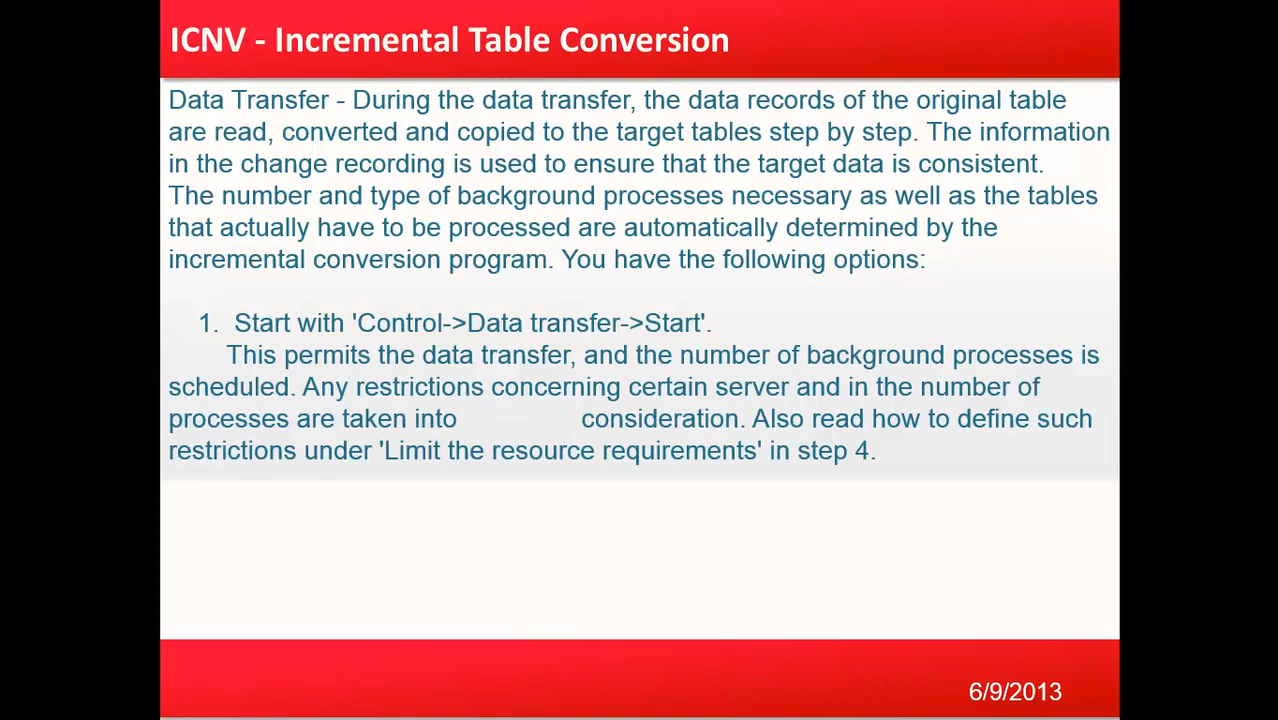 ICNV - Incremental Table Conversion
Data Transfer - During the data transfer, the data records of the original table
are read, converted and copied to the target tables step by step. The information
in the change recording is used to ensure that the target data is consistent.
The number and type of background processes necessary as well as the tables
that actually have to be processed are automatically determined by the
incremental conversion program. You have the following options:
1. Start with 'Control->Data transfer->Start'.
This permits the data transfer, and the number of background processes is
scheduled. Any restrictions concerning certain server and in the number of
processes are taken into consideration. Also read how to define such
restrictions under 'Limit the resource requirements' in step 4.
6/9/2013